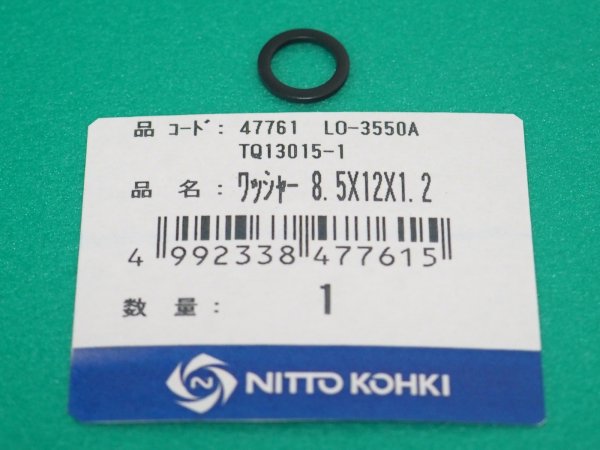 品 ｺｰﾄﾞ: 47761 LO-3550A
TQ13015-1
品 名: ﾜｯｼｬｰ 8.5X12X1.2
4 992338 477615
数 量: 1
NITTO KOHKI